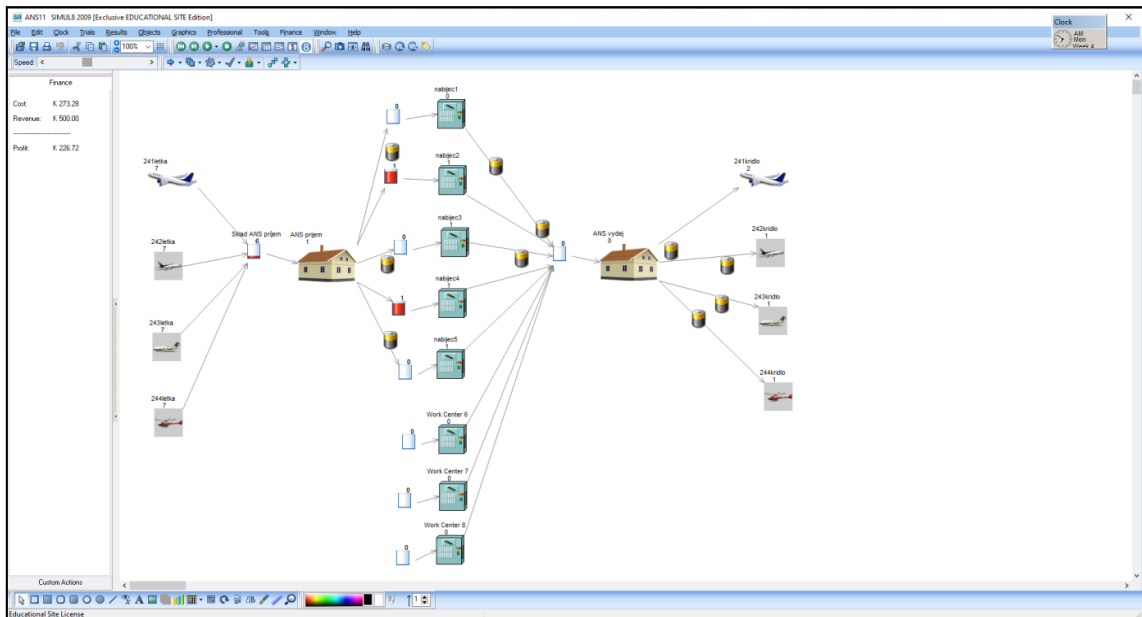 ANS11 SIMUL8 2009 [Exclusive EDUCATIONAL SITE Edition]
File Edit Clock Trials Results Objects Graphics Professional Tools Finance Window Help
100%
Speed:
Clock
AM
Mon
Week 4
Finance
Cost: K 273.28
Revenue: K 500.00
Profit: K 226.72
Custom Actions
241letka
7
242letka
7
243letka
7
244letka
7
Sklad ANS prijem
6
ANS prijem
1
0
1
0
1
0
0
0
0
nabijec1
0
nabijec2
1
nabijec3
1
nabijec4
1
nabijec5
1
Work Center 6
0
Work Center 7
0
Work Center 8
0
0
ANS vydej
0
241kridlo
2
242kridlo
1
243kridlo
1
244kridlo
1
1
Educational Site License